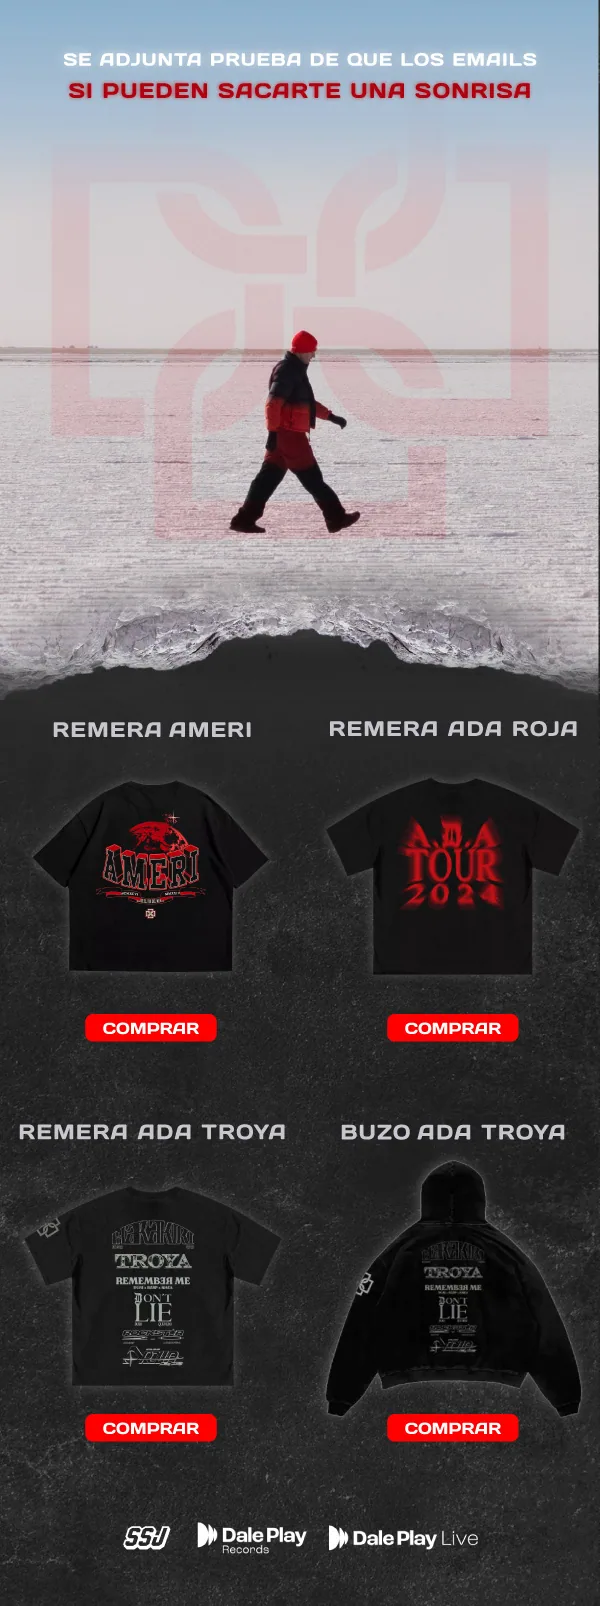 SE ADJUNTA PRUEBA DE QUE LOS EMAILS
SI PUEDEN SACARTE UNA SONRISA
REMERA AMERI
REMERA ADA ROJA
AMERI
A.D.A
TOUR
2024
COMPRAR
COMPRAR
REMERA ADA TROYA
BUZO ADA TROYA
TROYA
REMEMB3R ME
DON'T
LIE
TROYA
REMEMB3R ME
DON'T
LIE
COMPRAR
COMPRAR
SSJ
Dale Play
Records
Dale Play Live